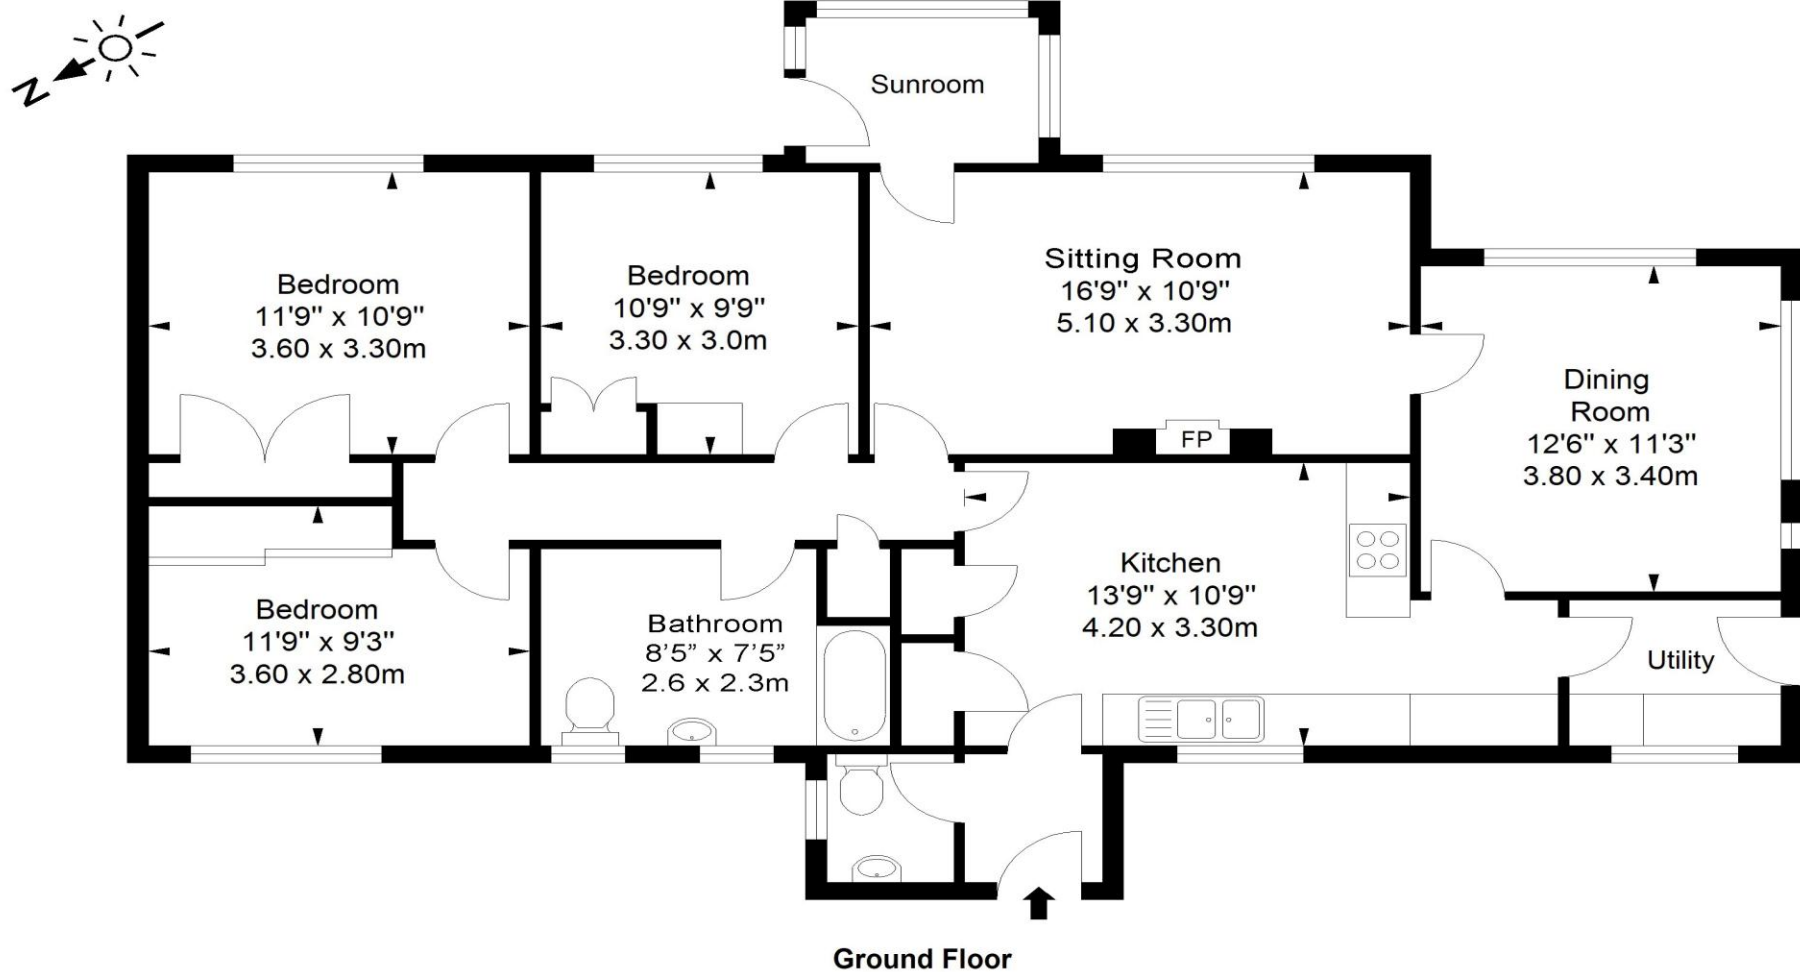 N
Sunroom
Bedroom
11'9" x 10'9"
3.60 x 3.30m
Bedroom
10'9" x 9'9"
3.30 x 3.0m
Sitting Room
16'9" x 10'9"
5.10 x 3.30m
FP
Dining
Room
12'6" x 11'3"
3.80 x 3.40m
Bedroom
11'9" x 9'3"
3.60 x 2.80m
Bathroom
8’5” x 7’5”
2.6 x 2.3m
Kitchen
13'9" x 10'9"
4.20 x 3.30m
Utility
Ground Floor